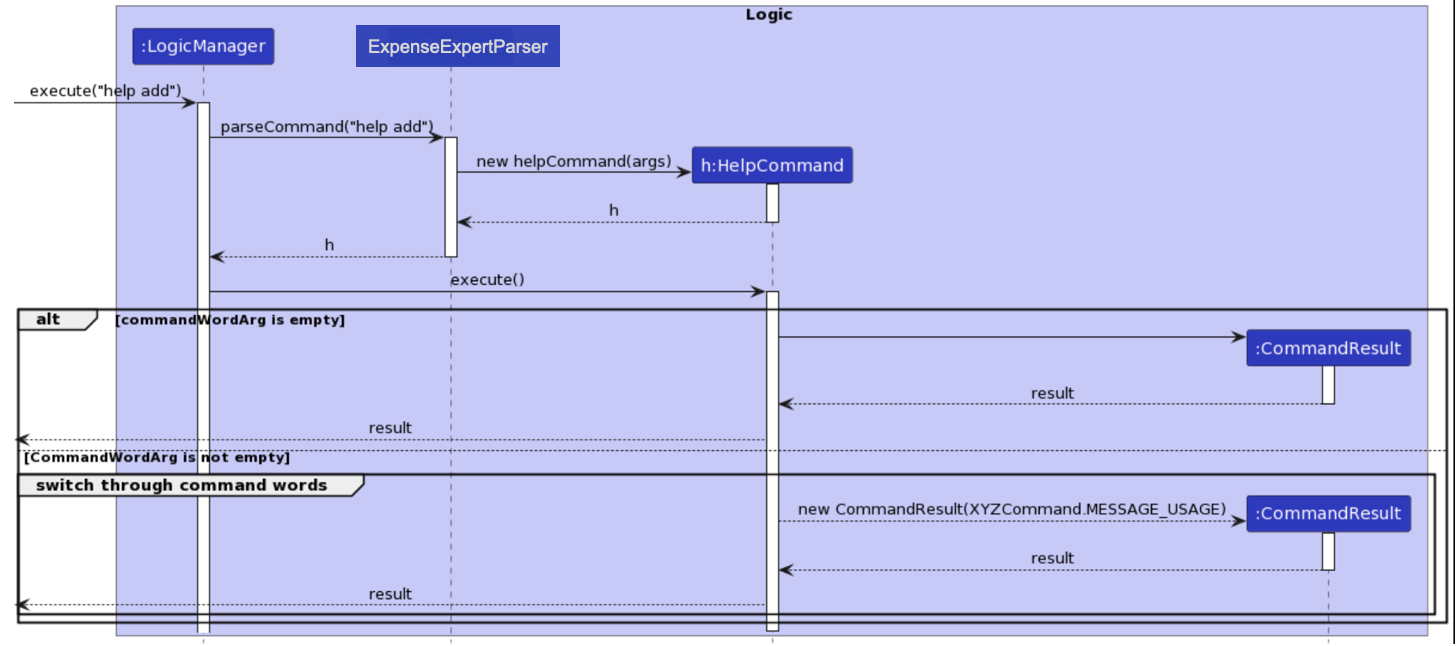 Logic
:LogicManager
ExpenseExpertParser
execute("help add")
parseCommand("help add")
new helpCommand(args)
h:HelpCommand
h
h
execute()
alt
[commandWordArg is empty]
:CommandResult
result
result
[CommandWordArg is not empty]
switch through command words
new CommandResult(XYZCommand.MESSAGE_USAGE)
:CommandResult
result
result